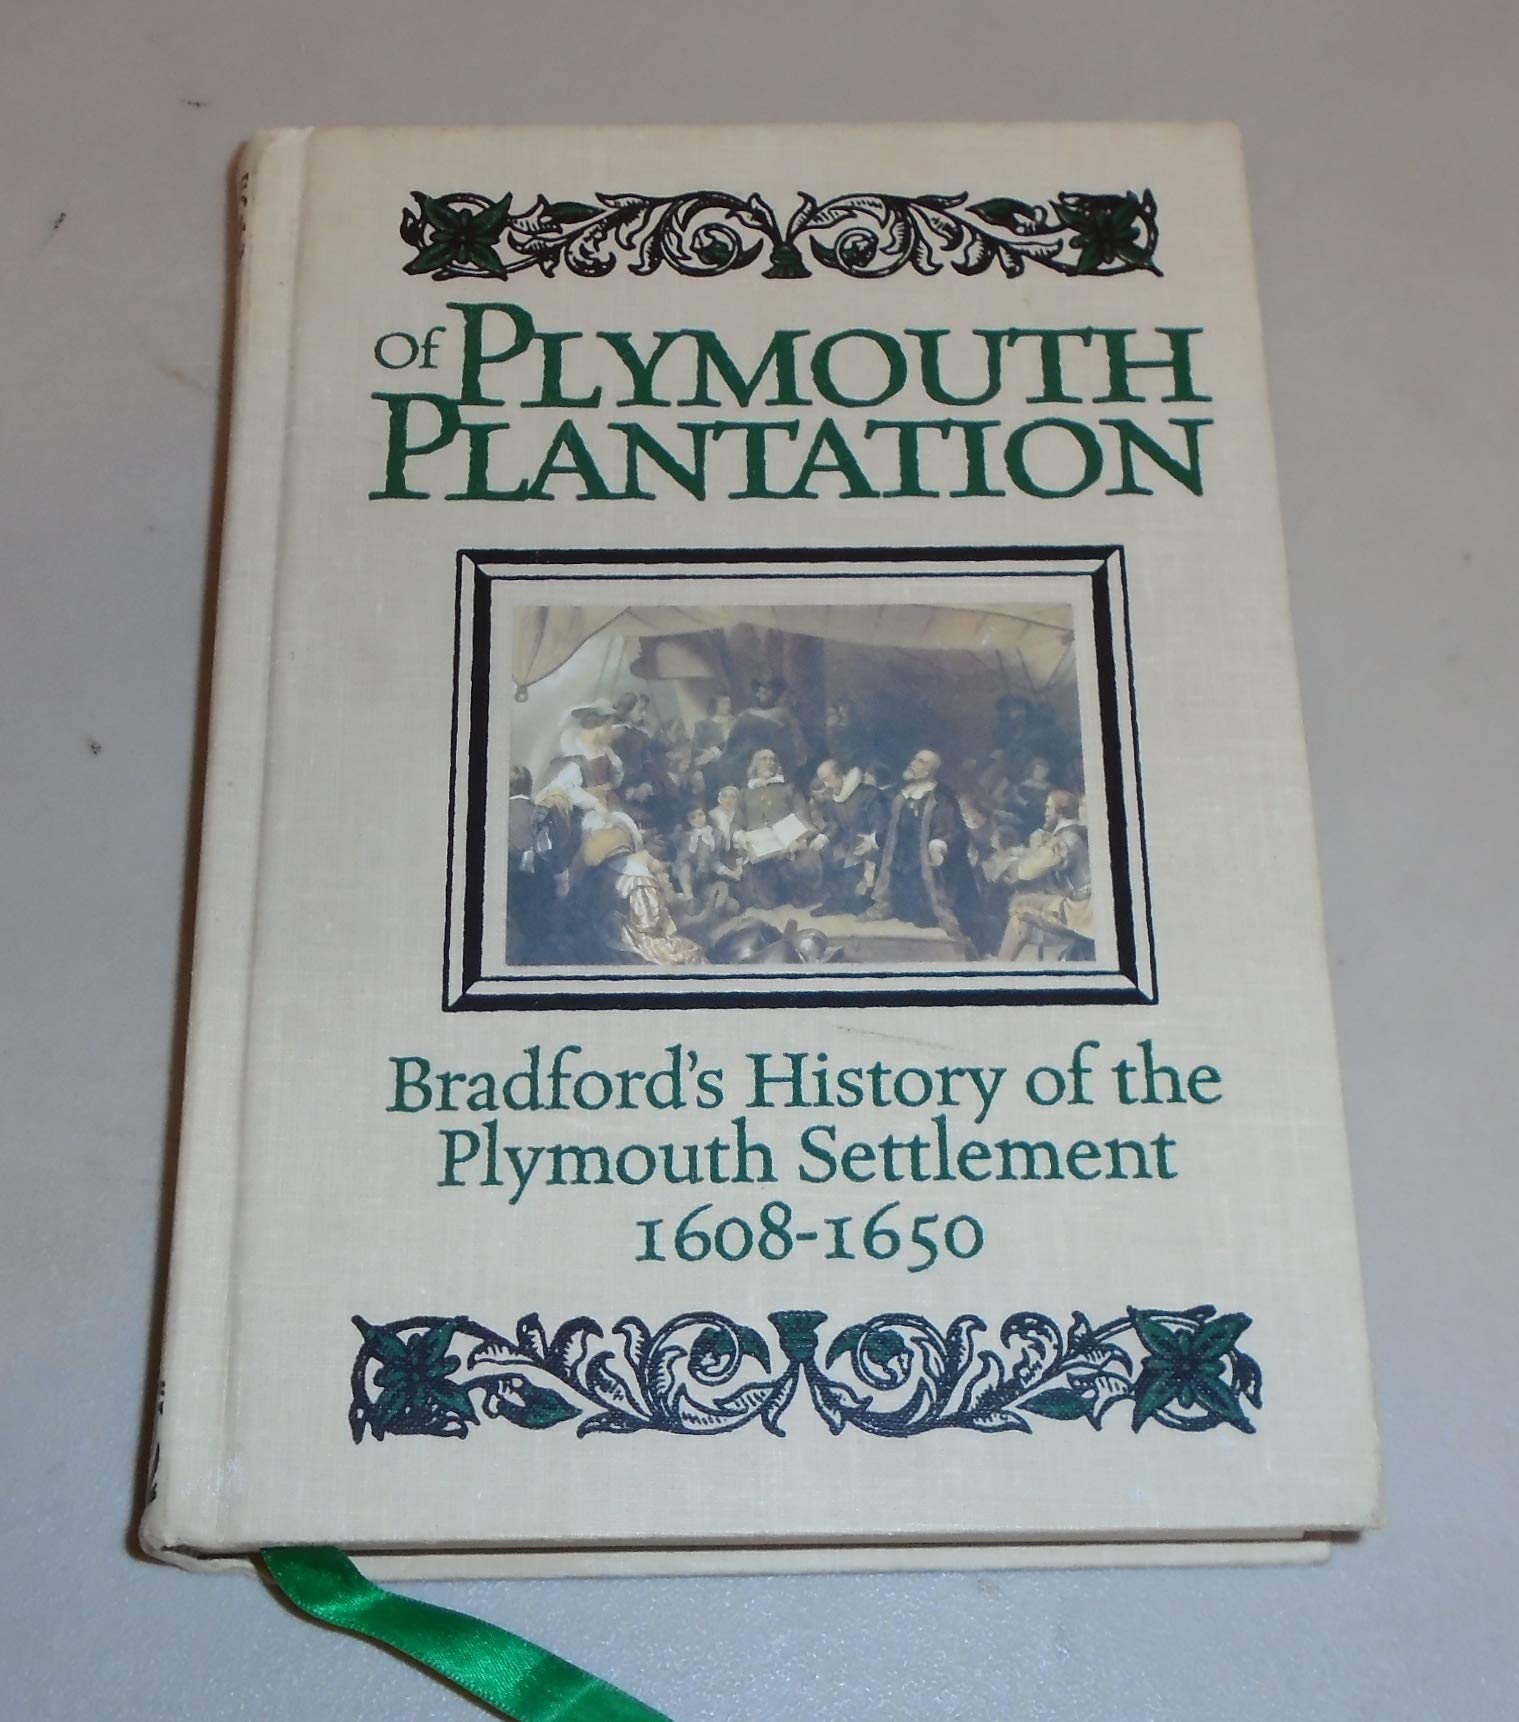 of PLYMOUTH
PLANTATION
Bradford's History of the
Plymouth Settlement
1608-1650